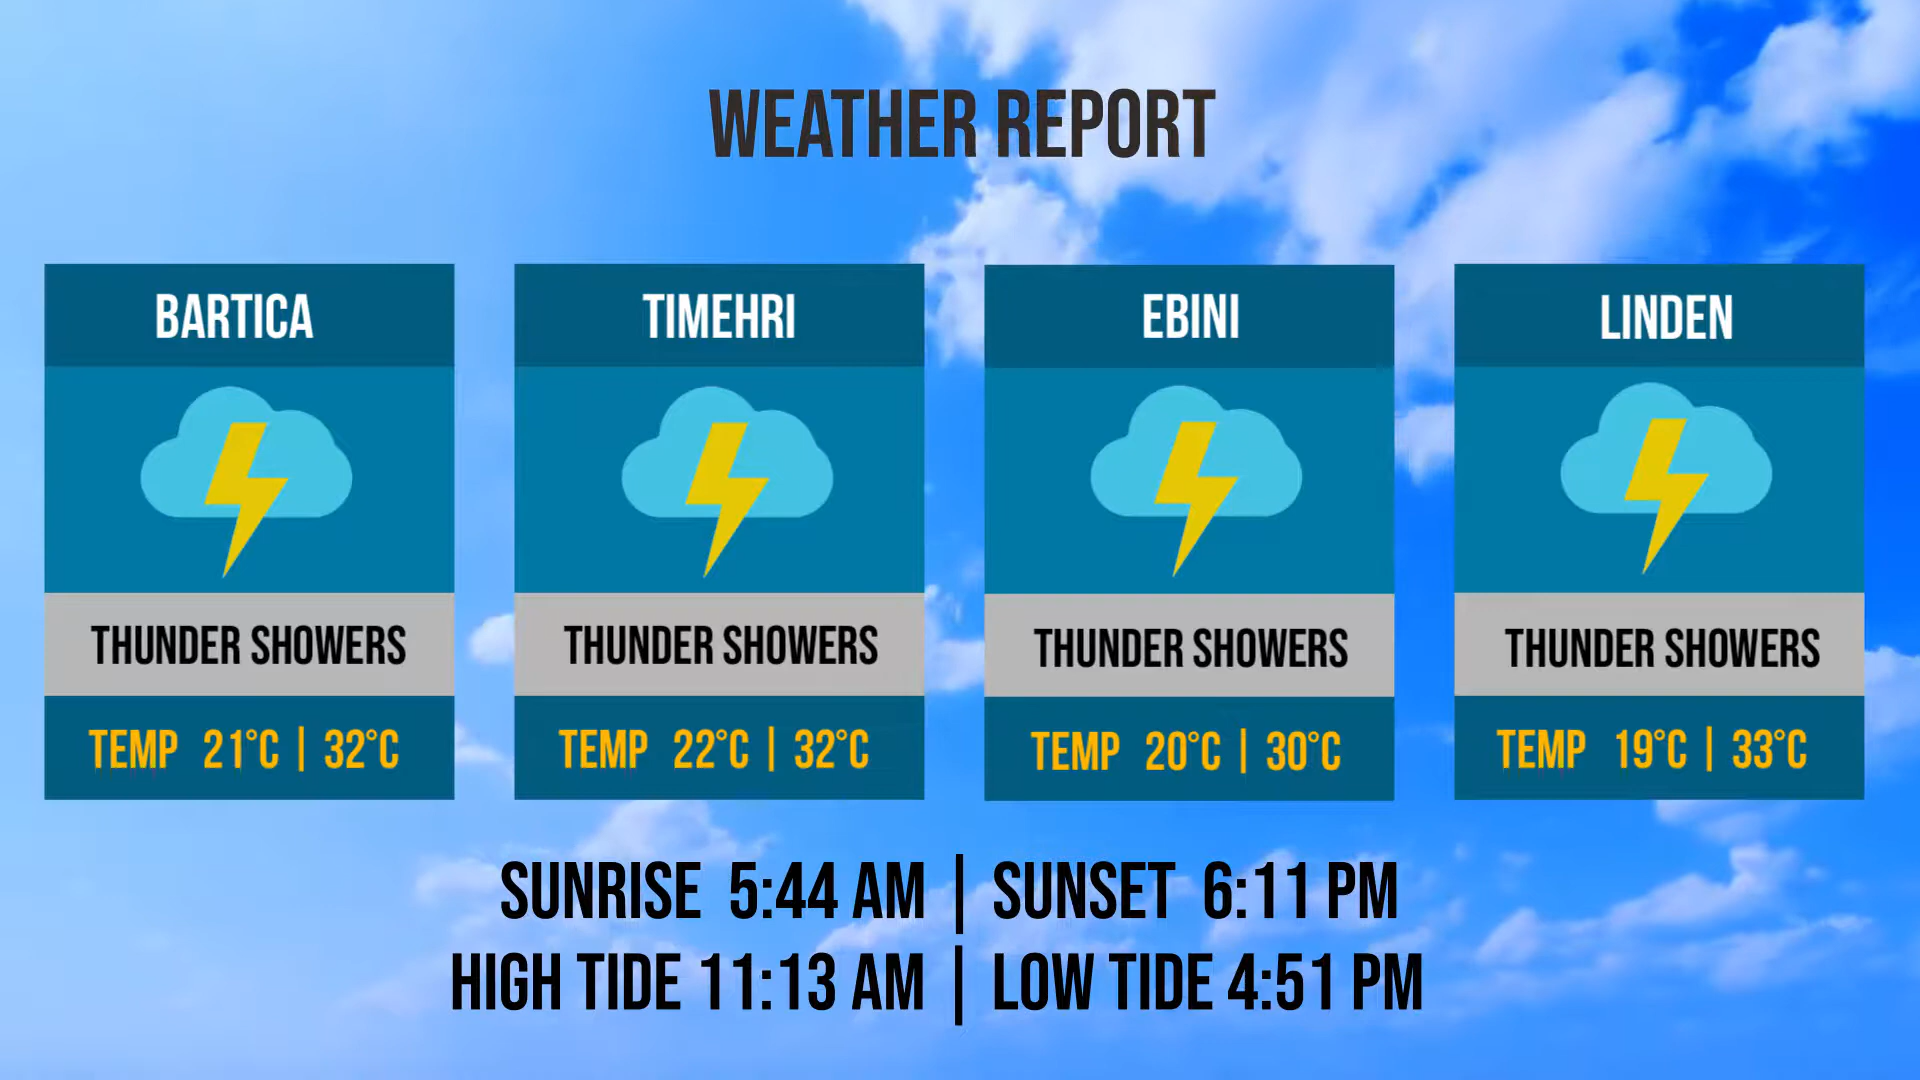 WEATHER REPORT
BARTICA
THUNDER SHOWERS
TEMP 21°C | 32°C
TIMEHRI
THUNDER SHOWERS
TEMP 22°C | 32°C
EBINI
THUNDER SHOWERS
TEMP 20°C | 30°C
LINDEN
THUNDER SHOWERS
TEMP 19°C | 33°C
SUNRISE 5:44 AM | SUNSET 6:11 PM
HIGH TIDE 11:13 AM | LOW TIDE 4:51 PM